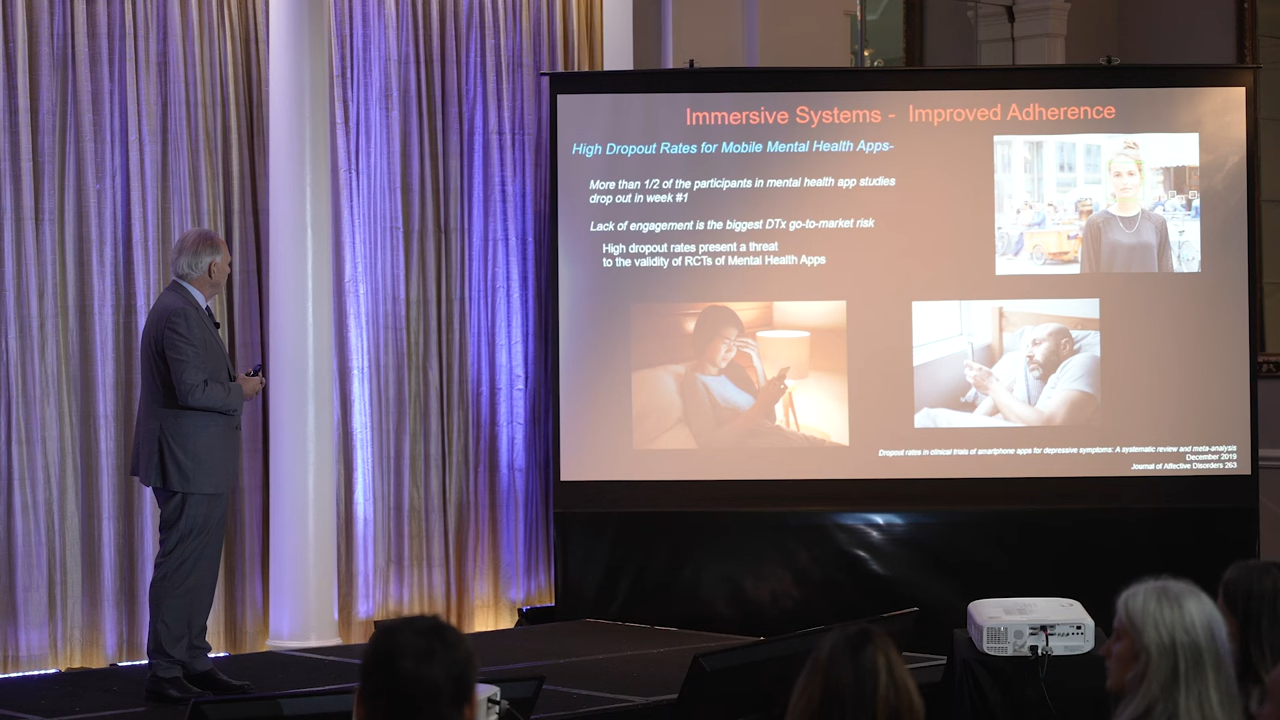 Immersive Systems - Improved Adherence
High Dropout Rates for Mobile Mental Health Apps-
More than 1/2 of the participants in mental health app studies
drop out in week #1
Lack of engagement is the biggest DTx go-to-market risk
High dropout rates present a threat
to the validity of RCTs of Mental Health Apps
Dropout rates in clinical trials of smartphone apps for depressive symptoms: A systematic review and meta-analysis
December 2019
Journal of Affective Disorders 263